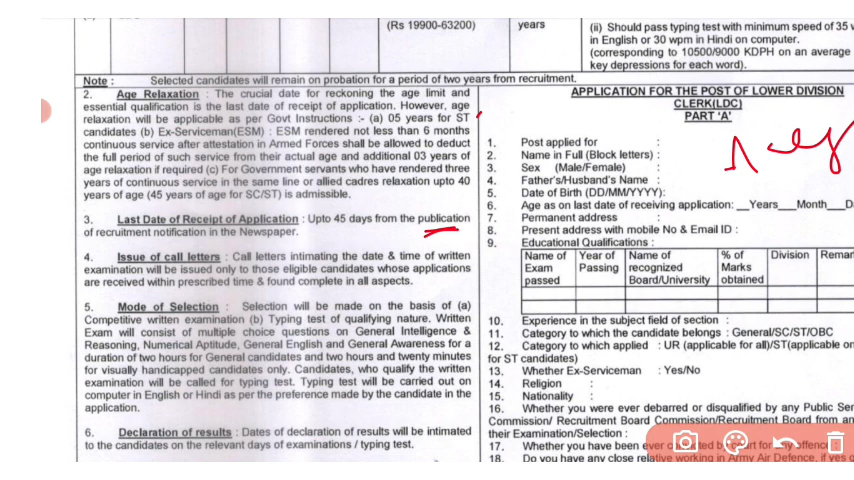 (Rs 19900-63200)
years
(ii) Should pass typing test with minimum speed of 35
in English or 30 wpm in Hindi on computer.
(corresponding to 10500/9000 KDPH on an average
key depressions for each word).
Note : Selected candidates will remain on probation for a period of two years from recruitment.
2. Age Relaxation : The crucial date for reckoning the age limit and
essential qualification is the last date of receipt of application. However, age
relaxation will be applicable as per Govt Instructions :- (a) 05 years for ST
candidates (b) Ex-Serviceman(ESM) : ESM rendered not less than 6 months
continuous service after attestation in Armed Forces shall be allowed to deduct
the full period of such service from their actual age and additional 03 years of
age relaxation if required (c) For Government servants who have rendered three
years of continuous service in the same line or allied cadres relaxation upto 40
years of age (45 years of age for SC/ST) is admissible.
3. Last Date of Receipt of Application : Upto 45 days from the publication
of recruitment notification in the Newspaper.
4. Issue of call letters : Call letters intimating the date & time of written
examination will be issued only to those eligible candidates whose applications
are received within prescribed time & found complete in all aspects.
5. Mode of Selection : Selection will be made on the basis of (a)
Competitive written examination (b) Typing test of qualifying nature. Written
Exam will consist of multiple choice questions on General Intelligence &
Reasoning, Numerical Aptitude, General English and General Awareness for a
duration of two hours for General candidates and two hours and twenty minutes
for visually handicapped candidates only. Candidates, who qualify the written
examination will be called for typing test. Typing test will be carried out on
computer in English or Hindi as per the preference made by the candidate in the
application.
6. Declaration of results : Dates of declaration of results will be intimated
to the candidates on the relevant days of examinations / typing test.
APPLICATION FOR THE POST OF LOWER DIVISION
CLERK(LDC)
PART 'A'
1. Post applied for :
2. Name in Full (Block letters) :
3. Sex (Male/Female) :
4. Father's/Husband's Name :
5. Date of Birth (DD/MM/YYYY):
6. Age as on last date of receiving application: __Years___Month
7. Permanent address :
8. Present address with mobile No & Email ID :
9. Educational Qualifications :
Name of Exam passed Year of Passing Name of recognized Board/University % of Marks obtained Division
10. Experience in the subject field of section :
11. Category to which the candidate belongs : General/SC/ST/OBC
12. Category to which applied : UR (applicable for all)/ST(applicable
for ST candidates)
13. Whether Ex-Serviceman : Yes/No
14. Religion :
15. Nationality :
16. Whether you were ever debarred or disqualified by any Public
Commission/ Recruitment Board Commission/Recruitment Board from
their Examination/Selection :
17. Whether you have been ever by court for any
18. Do you have any close relative working in Army Air Defence, if yes